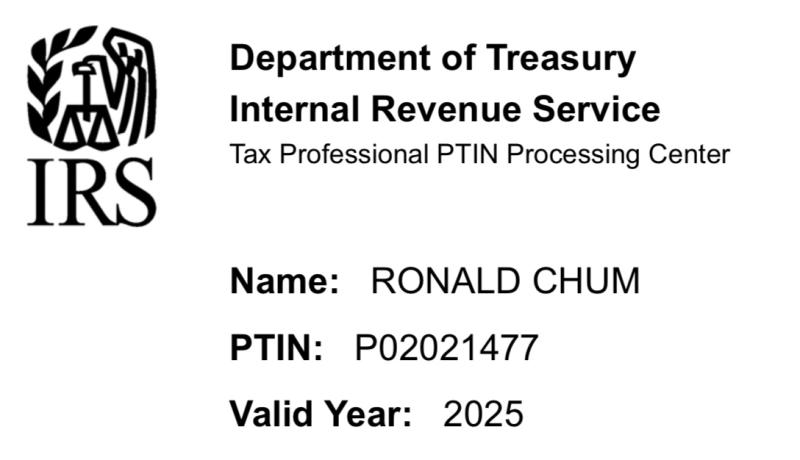 Department of Treasury
Internal Revenue Service
Tax Professional PTIN Processing Center
IRS
Name: RONALD CHUM
PTIN: P02021477
Valid Year: 2025